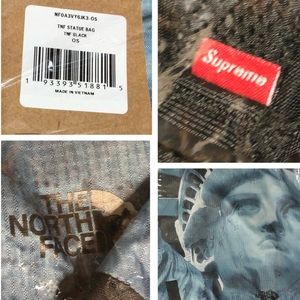 NF0A3VY6JK3-OS
TNF STATUE BAG
TNF BLACK
OS
1 93393 51881 5
MADE IN VIETNAM
Supreme
THE
NORTH
FACE